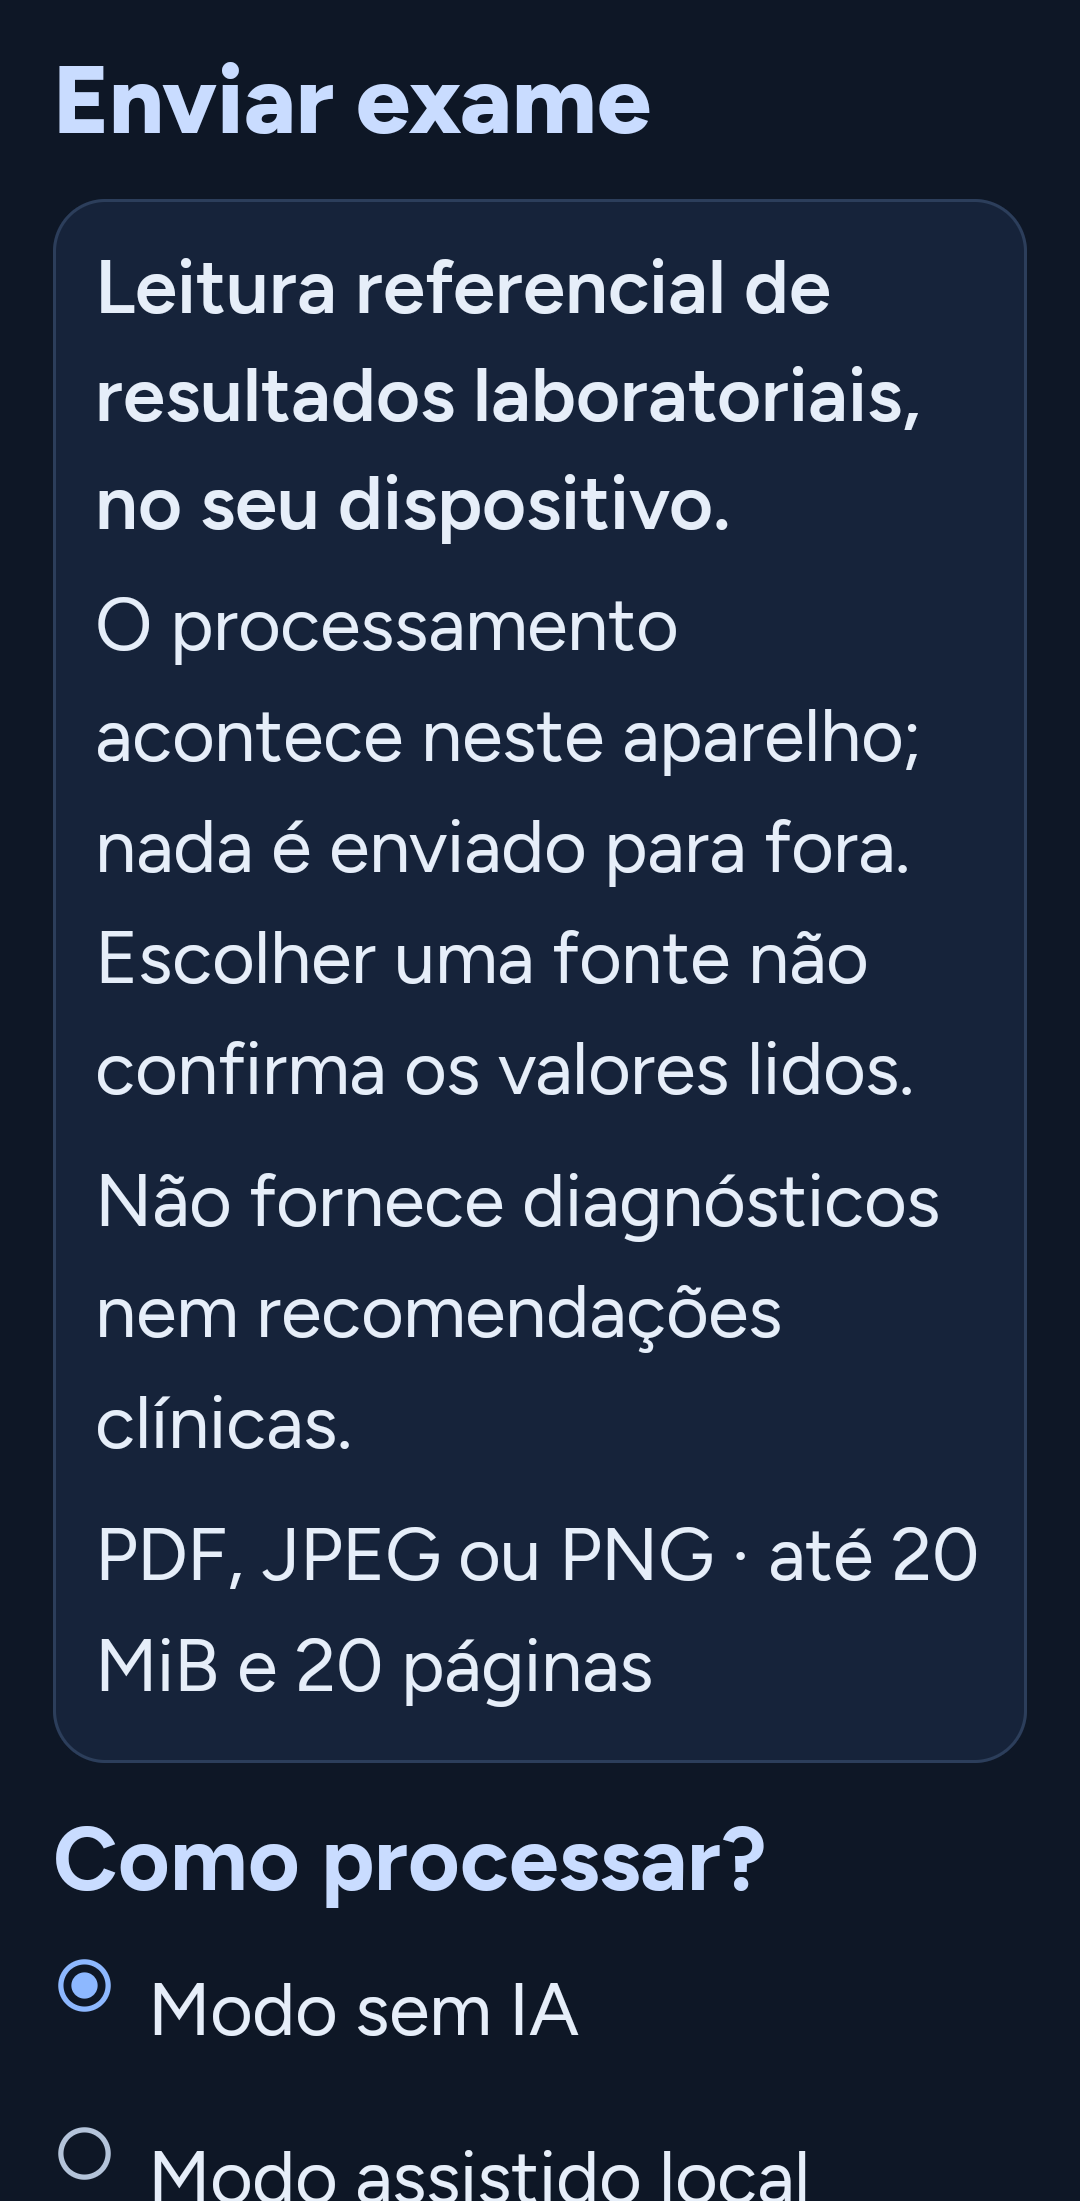 Enviar exame
Leitura referencial de
resultados laboratoriais,
no seu dispositivo.
O processamento
acontece neste aparelho;
nada é enviado para fora.
Escolher uma fonte não
confirma os valores lidos.
Não fornece diagnósticos
nem recomendações
clínicas.
PDF, JPEG ou PNG · até 20
MiB e 20 páginas
Como processar?
Modo sem IA
Modo assistido local